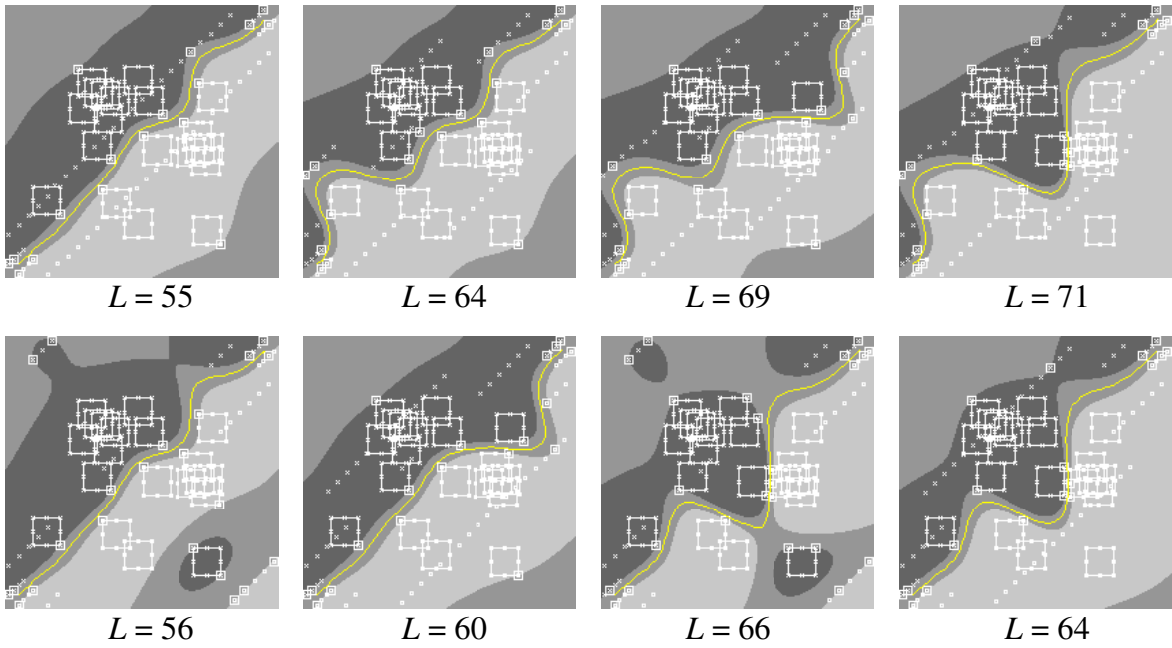 L = 55 L = 64 L = 69 L = 71
L = 56 L = 60 L = 66 L = 64